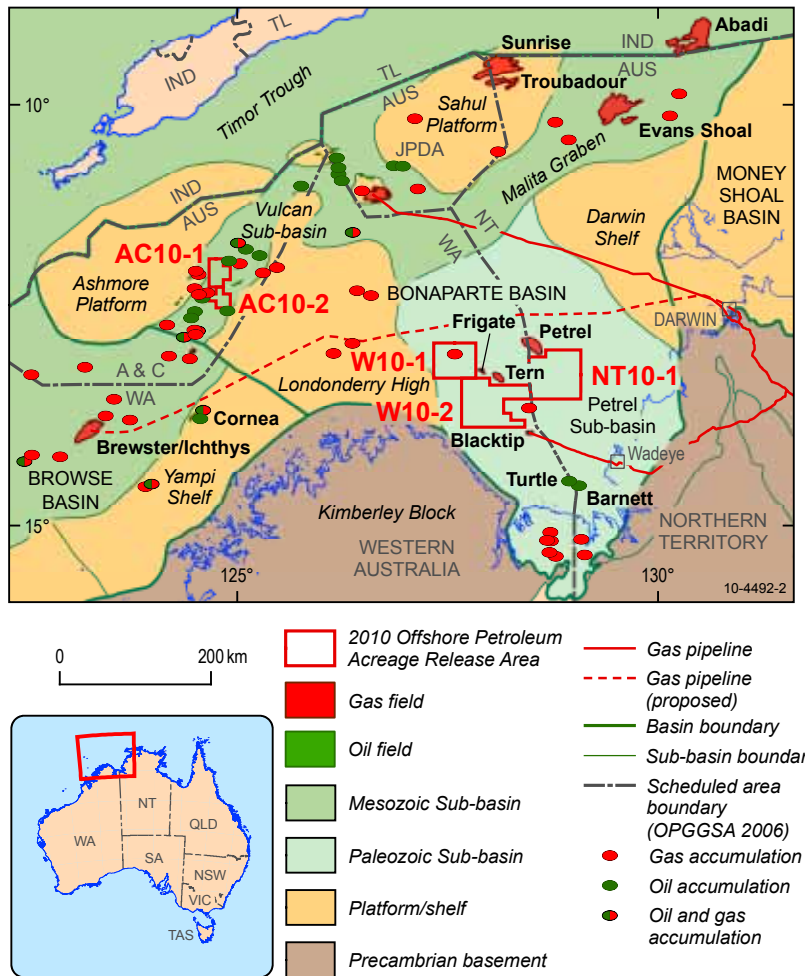 Abadi
Sunrise
IND
AUS
TL
IND
TL
AUS
Troubadour
10°
Timor Trough
Sahul
Platform
Evans Shoal
JPDA
Malita Graben
MONEY
SHOAL
BASIN
IND
AUS
Vulcan
Sub-basin
NT
WA
Darwin
Shelf
AC10-1
Ashmore
Platform
AC10-2
BONAPARTE BASIN
DARWIN
Frigate
Petrel
W10-1
Tern
NT10-1
A & C
WA
Londonderry High
W10-2
Petrel
Sub-basin
Cornea
Blacktip
Brewster/Ichthys
Wadeye
BROWSE
BASIN
Yampi
Shelf
Turtle
Barnett
Kimberley Block
15°
WESTERN
AUSTRALIA
NORTHERN
TERRITORY
125°
130°
10-4492-2
0
200 km
2010 Offshore Petroleum
Acreage Release Area
Gas field
Oil field
Mesozoic Sub-basin
Paleozoic Sub-basin
Platform/shelf
Precambrian basement
Gas pipeline
Gas pipeline
(proposed)
Basin boundary
Sub-basin boundar
Scheduled area
boundary
(OPGGSA 2006)
Gas accumulation
Oil accumulation
Oil and gas
accumulation
NT
WA
QLD
SA
NSW
VIC
TAS